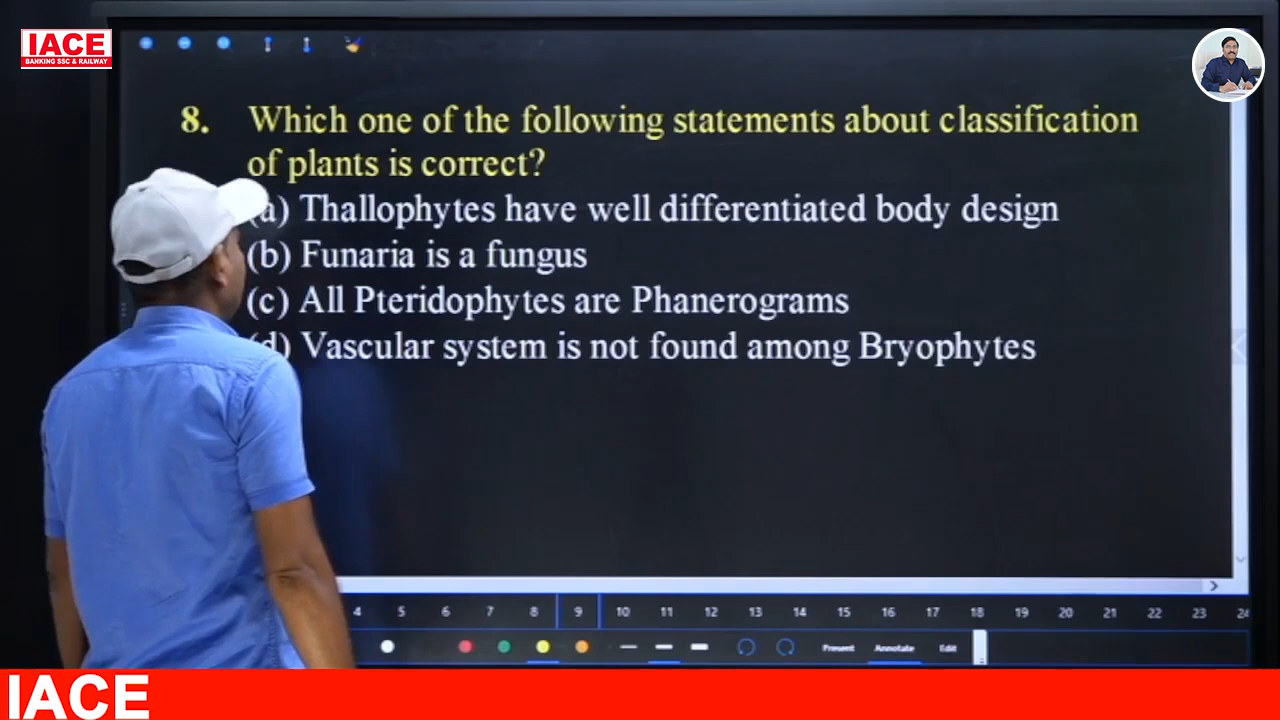 IACE
BANKING SSC & RAILWAY
8. Which one of the following statements about classification
of plants is correct?
(a) Thallophytes have well differentiated body design
(b) Funaria is a fungus
(c) All Pteridophytes are Phanerograms
(d) Vascular system is not found among Bryophytes
4 5 6 7 8 9 10 11 12 13 14 15 16 17 18 19 20 21 22 23 24
Present Annotate Edit
IACE